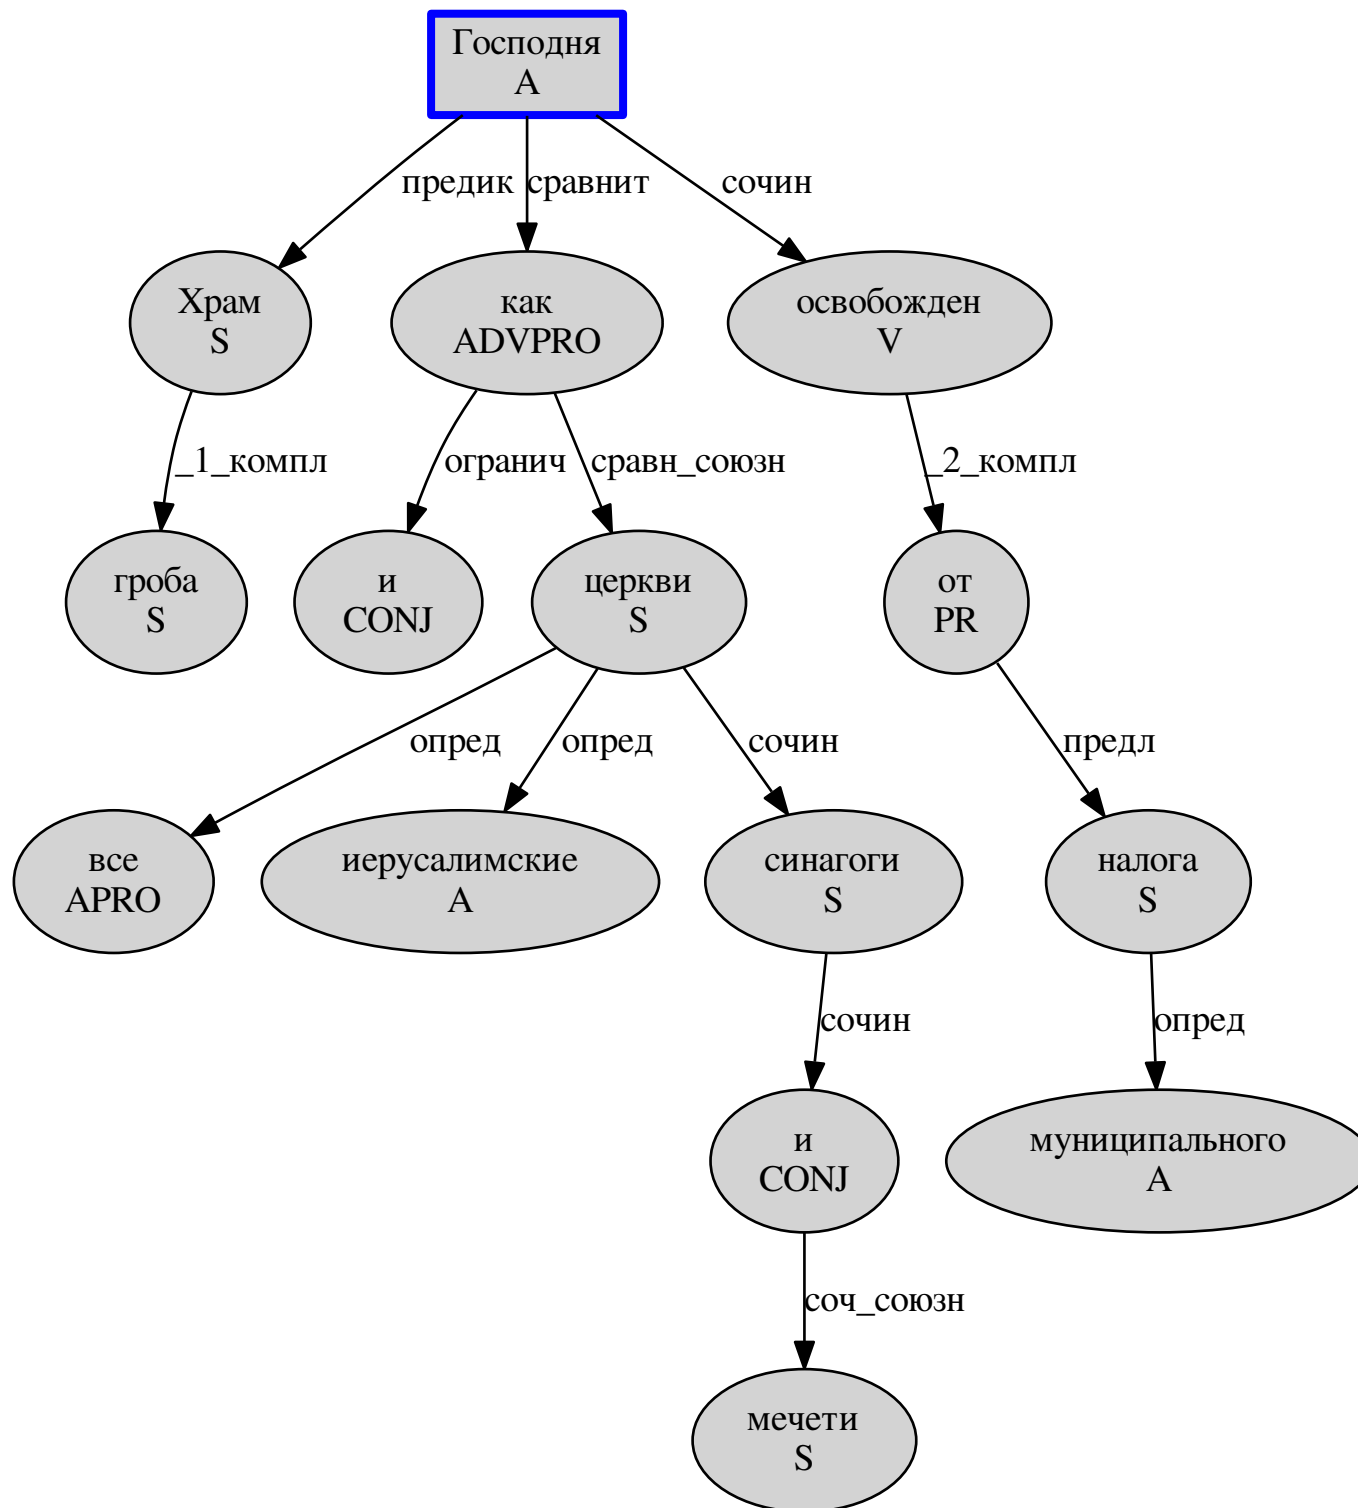 Господня
A
предик
сравнит
сочин
Храм
S
как
ADVPRO
освобожден
V
_1_компл
огранич
сравн_союзн
_2_компл
гроба
S
и
CONJ
церкви
S
от
PR
опред
опред
сочин
предл
все
APRO
иерусалимские
A
синагоги
S
налога
S
сочин
опред
и
CONJ
муниципального
A
соч_союзн
мечети
S